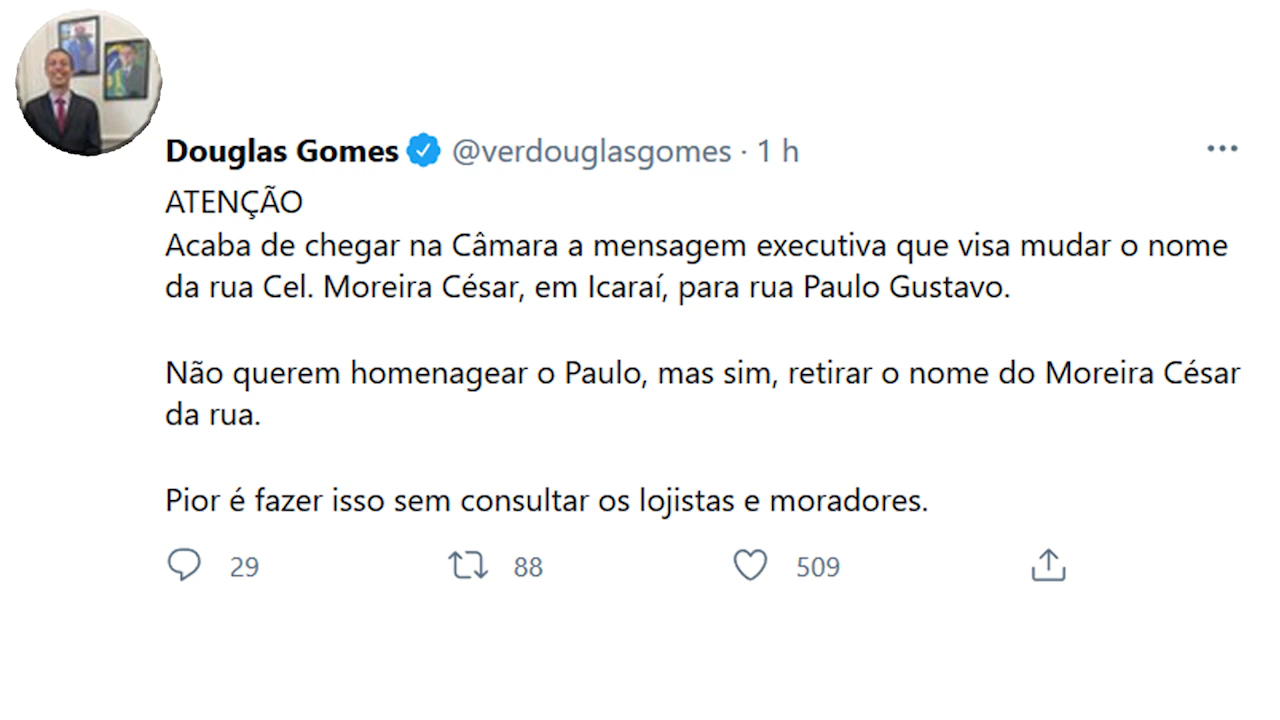 Douglas Gomes @verdouglasgomes · 1 h
ATENÇÃO
Acaba de chegar na Câmara a mensagem executiva que visa mudar o nome
da rua Cel. Moreira César, em Icaraí, para rua Paulo Gustavo.
Não querem homenagear o Paulo, mas sim, retirar o nome do Moreira César
da rua.
Pior é fazer isso sem consultar os lojistas e moradores.
29 88 509